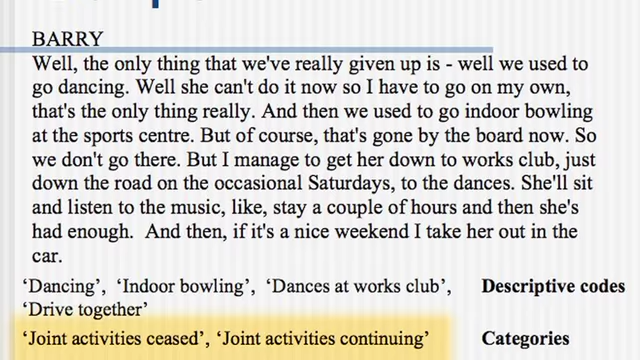 BARRY
Well, the only thing that we've really given up is - well we used to
go dancing. Well she can't do it now so I have to go on my own,
that's the only thing really. And then we used to go indoor bowling
at the sports centre. But of course, that's gone by the board now. So
we don't go there. But I manage to get her down to works club, just
down the road on the occasional Saturdays, to the dances. She'll sit
and listen to the music, like, stay a couple of hours and then she's
had enough. And then, if it's a nice weekend I take her out in the
car.
‘Dancing’, ‘Indoor bowling’, ‘Dances at works club’, Descriptive codes
‘Drive together’
‘Joint activities ceased’, ‘Joint activities continuing’ Categories